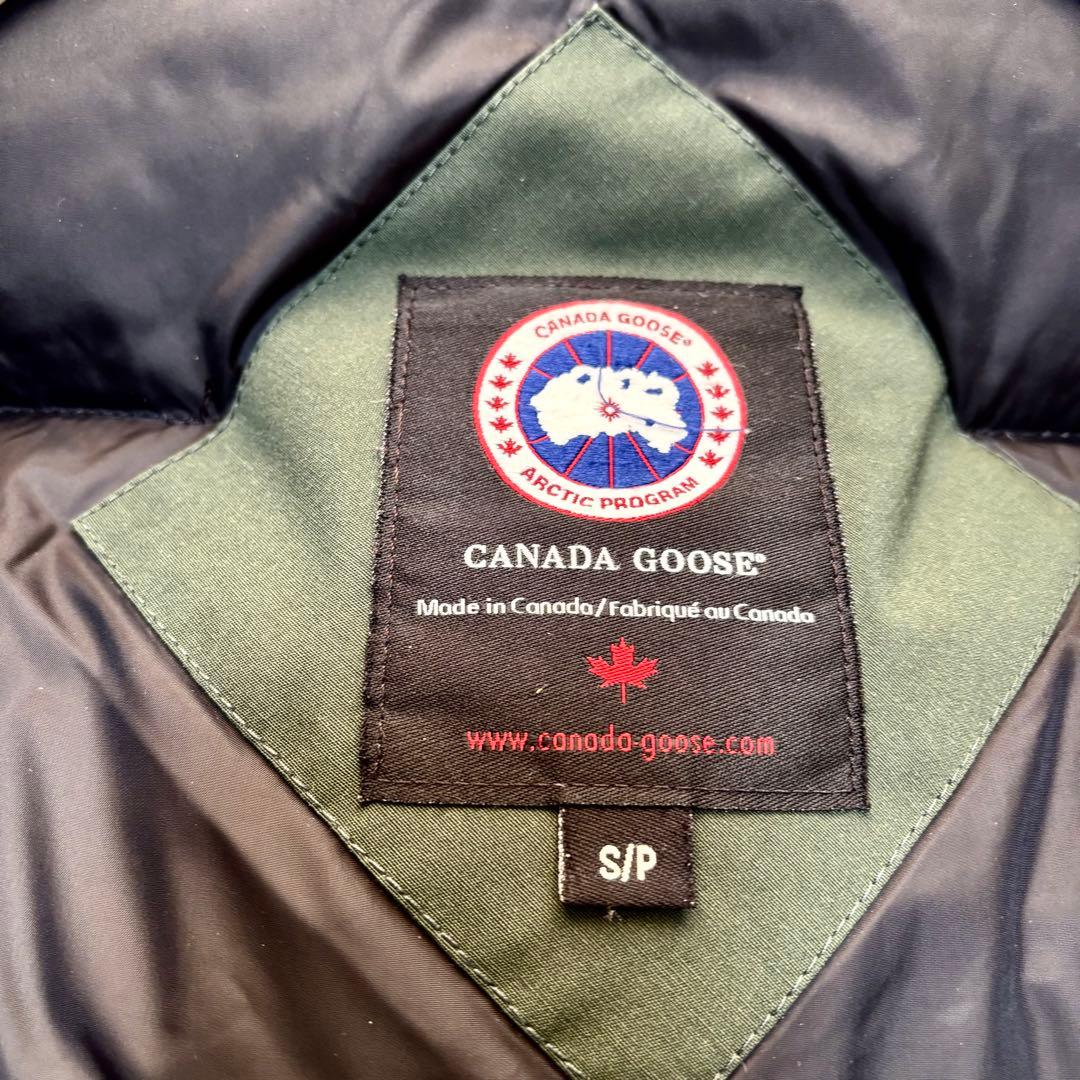 CANADA GOOSE®
ARCTIC PROGRAM
CANADA GOOSE®
Made in Canada/Fabriqué au Canada
www.canada-goose.com
S/P